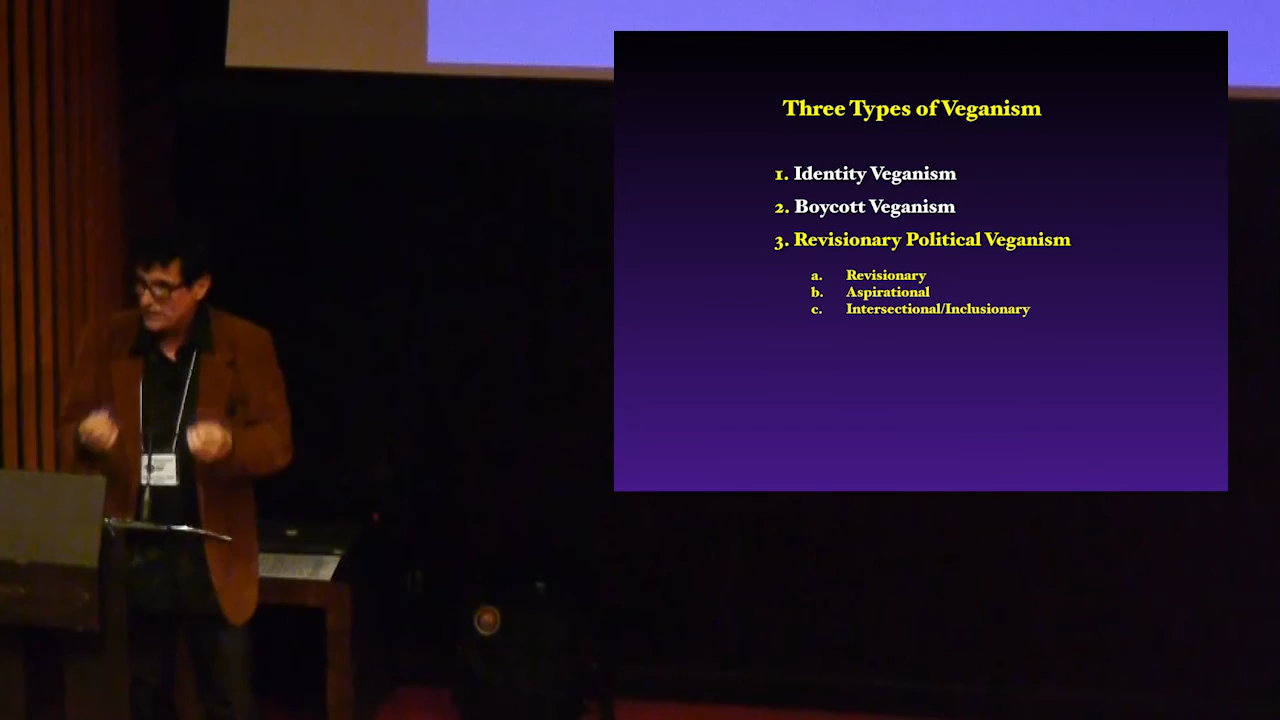 Three Types of Veganism
1. Identity Veganism
2. Boycott Veganism
3. Revisionary Political Veganism
a. Revisionary
b. Aspirational
c. Intersectional/Inclusionary